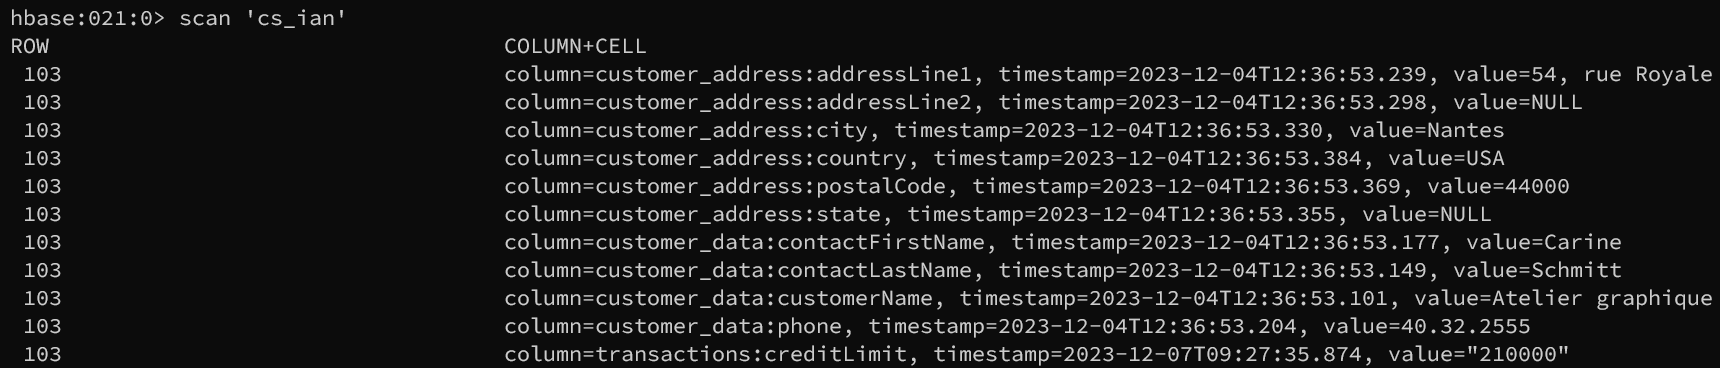 hbase:021:0> scan 'cs_ian'
ROW COLUMN+CELL
103 column=customer_address:addressLine1, timestamp=2023-12-04T12:36:53.239, value=54, rue Royale
103 column=customer_address:addressLine2, timestamp=2023-12-04T12:36:53.298, value=NULL
103 column=customer_address:city, timestamp=2023-12-04T12:36:53.330, value=Nantes
103 column=customer_address:country, timestamp=2023-12-04T12:36:53.384, value=USA
103 column=customer_address:postalCode, timestamp=2023-12-04T12:36:53.369, value=44000
103 column=customer_address:state, timestamp=2023-12-04T12:36:53.355, value=NULL
103 column=customer_data:contactFirstName, timestamp=2023-12-04T12:36:53.177, value=Carine
103 column=customer_data:contactLastName, timestamp=2023-12-04T12:36:53.149, value=Schmitt
103 column=customer_data:customerName, timestamp=2023-12-04T12:36:53.101, value=Atelier graphique
103 column=customer_data:phone, timestamp=2023-12-04T12:36:53.204, value=40.32.2555
103 column=transactions:creditLimit, timestamp=2023-12-07T09:27:35.874, value="210000"